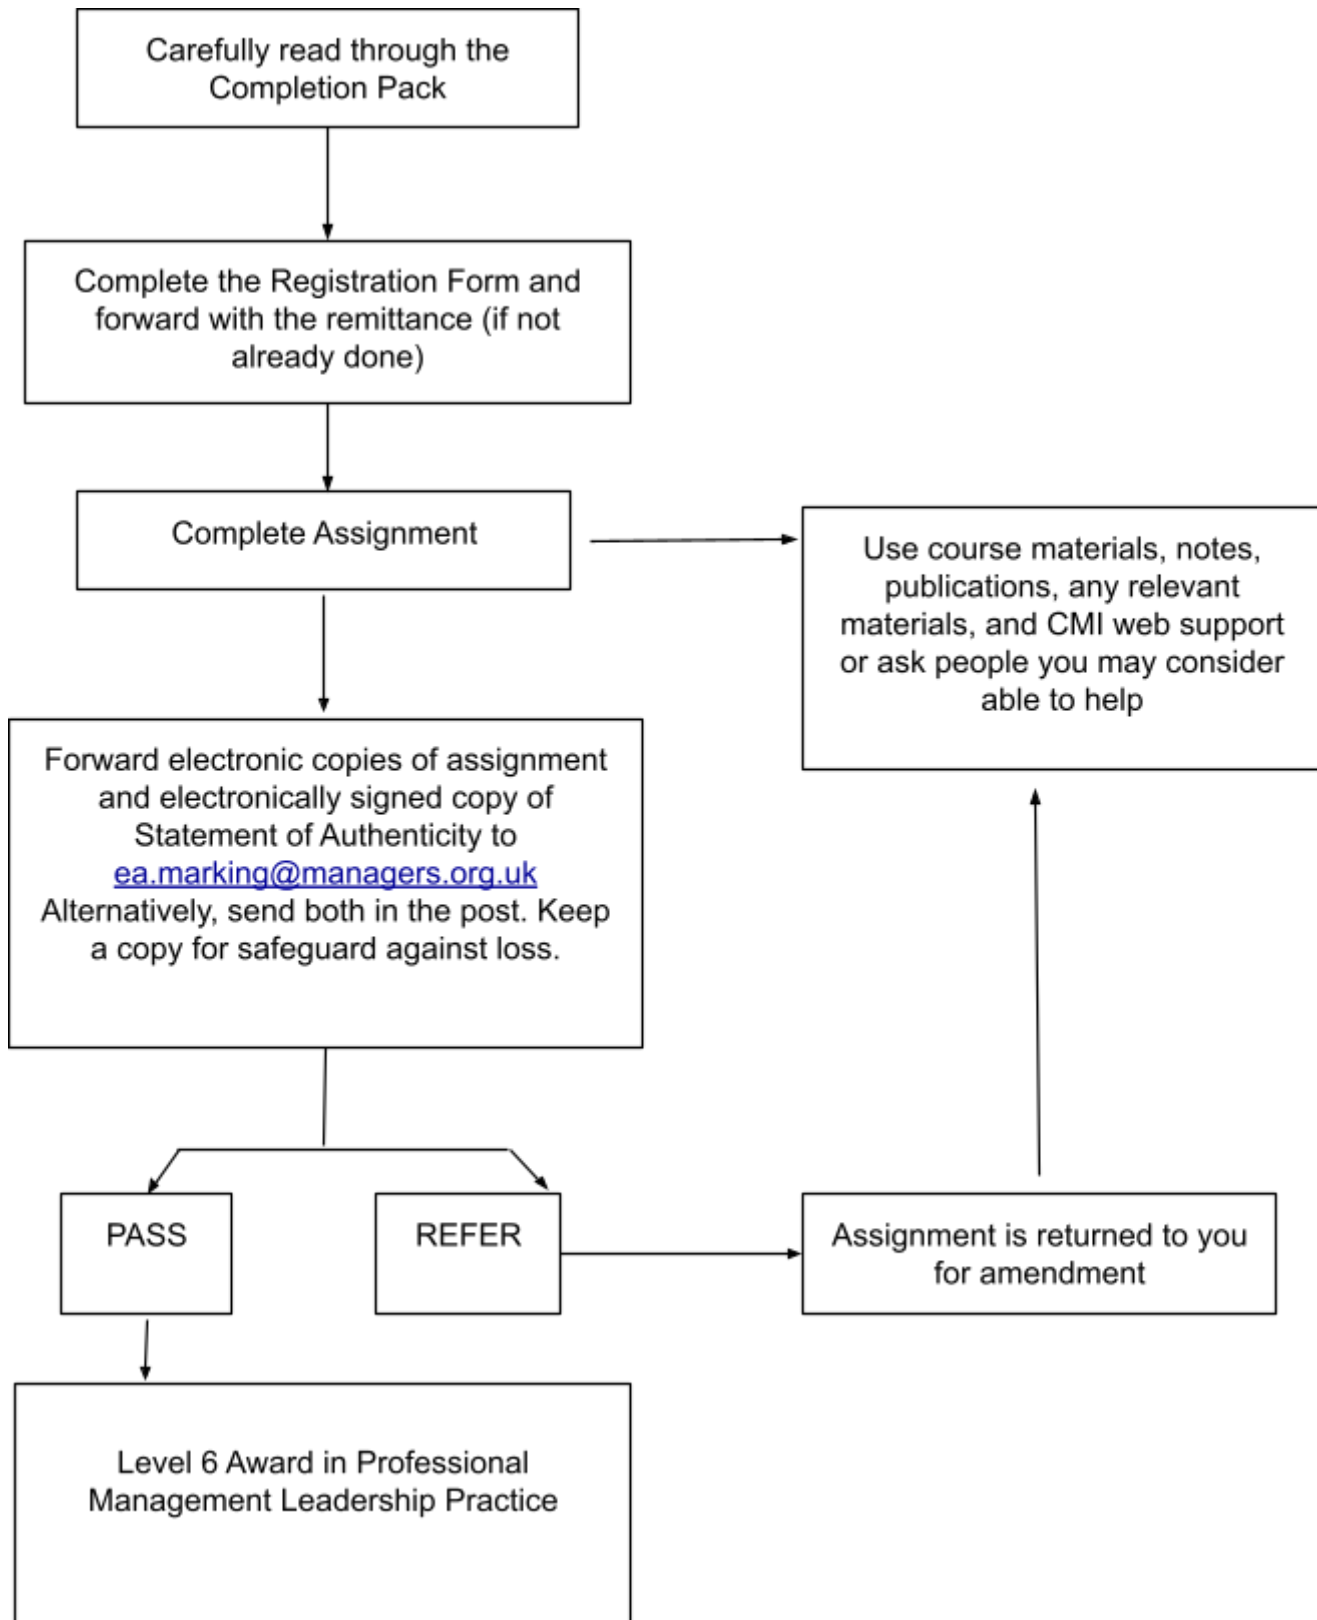 Carefully read through the
Completion Pack
Complete the Registration Form and
forward with the remittance (if not
already done)
Complete Assignment
Use course materials, notes,
publications, any relevant
materials, and CMI web support
or ask people you may consider
able to help
Forward electronic copies of assignment
and electronically signed copy of
Statement of Authenticity to
ea.marking@managers.org.uk
Alternatively, send both in the post. Keep
a copy for safeguard against loss.
PASS
REFER
Assignment is returned to you
for amendment
Level 6 Award in Professional
Management Leadership Practice